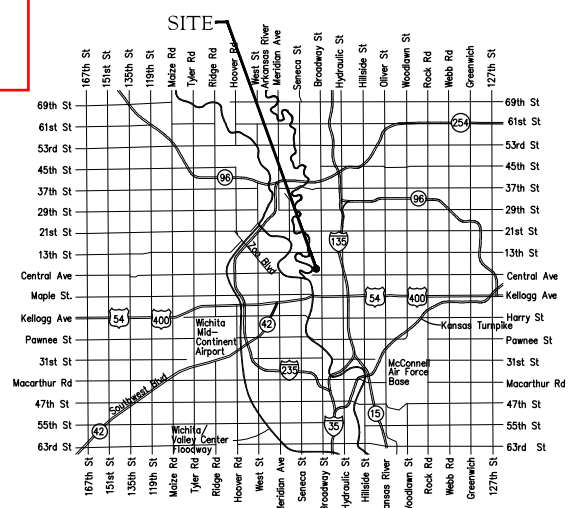 SITE
167th St
151st St
135th St
119th St
Maize Rd
Tyler Rd
Ridge Rd
Hoover Rd
West St
Arkansas River
Meridian Ave
Seneca St
Broadway St
Hydraulic St
Hillside St
Oliver St
Woodlawn St
Rock Rd
Webb Rd
Greenwich
127th St
69th St
69th St
61st St
254
61st St
53rd St
53rd St
45th St
45th St
96
37th St
37th St
96
29th St
29th St
21st St
135
21st St
13th St
Zoo Blvd
13th St
Central Ave
Central Ave
Maple St.
54
400
Kellogg Ave
Kellogg Ave
54
400
42
Wichita
Mid-
Continent
Airport
Harry St
Kansas Turnpike
Pawnee St
Pawnee St
31st St
235
McConnell
Air Force
Base
31st St
Macarthur Rd
Macarthur Rd
Southwest Blvd
47th St
15
47th St
42
55th St
Wichita/
Valley Center
Floodway
35
55th St
63rd St
63rd St
167th St
151st St
135th St
119th St
Maize Rd
Tyler Rd
Ridge Rd
Hoover Rd
West St
Meridian Ave
Seneca St
Broadway St
Hydraulic St
Hillside St
ansas River
Woodlawn St
Rock Rd
Webb Rd
Greenwich
127th St